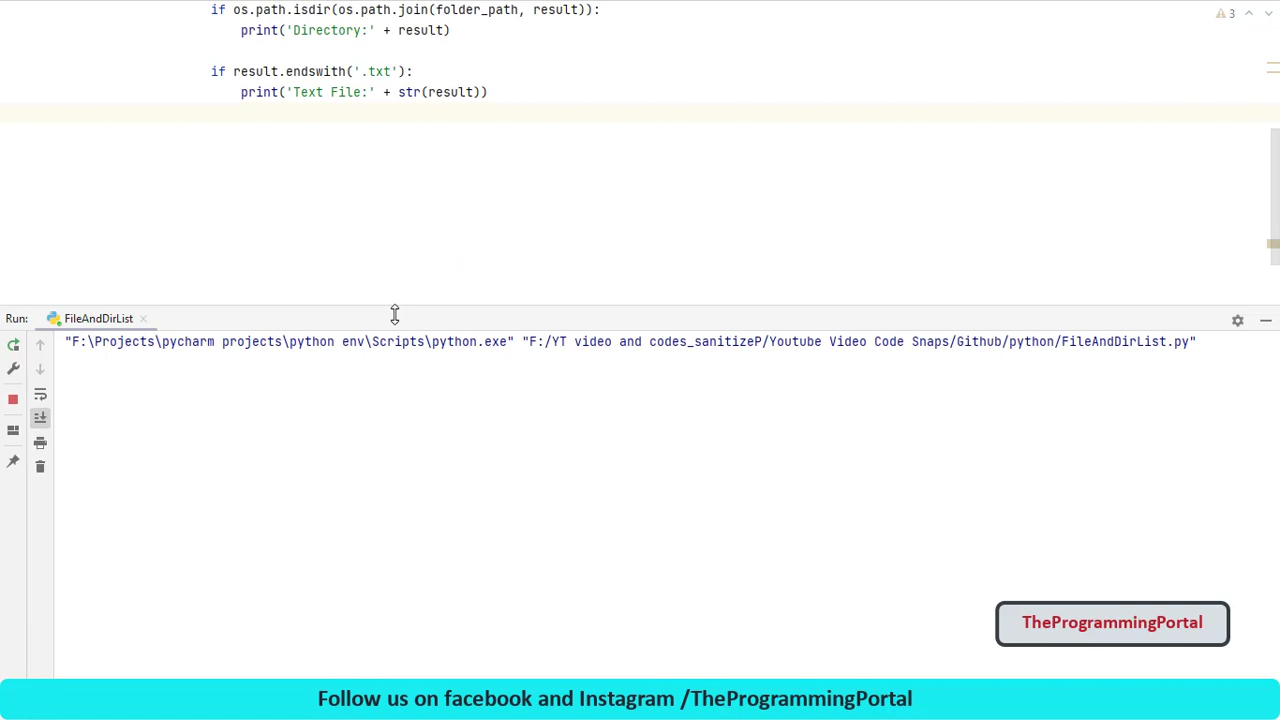 if os.path.isdir(os.path.join(folder_path, result)):
print('Directory:' + result)
3
if result.endswith('.txt'):
print('Text File:' + str(result))
Run: FileAndDirList
"F:\Projects\pycharm projects\python env\Scripts\python.exe" "F:/YT video and codes_sanitizeP/Youtube Video Code Snaps/Github/python/FileAndDirList.py"
TheProgrammingPortal
Follow us on facebook and Instagram /TheProgrammingPortal